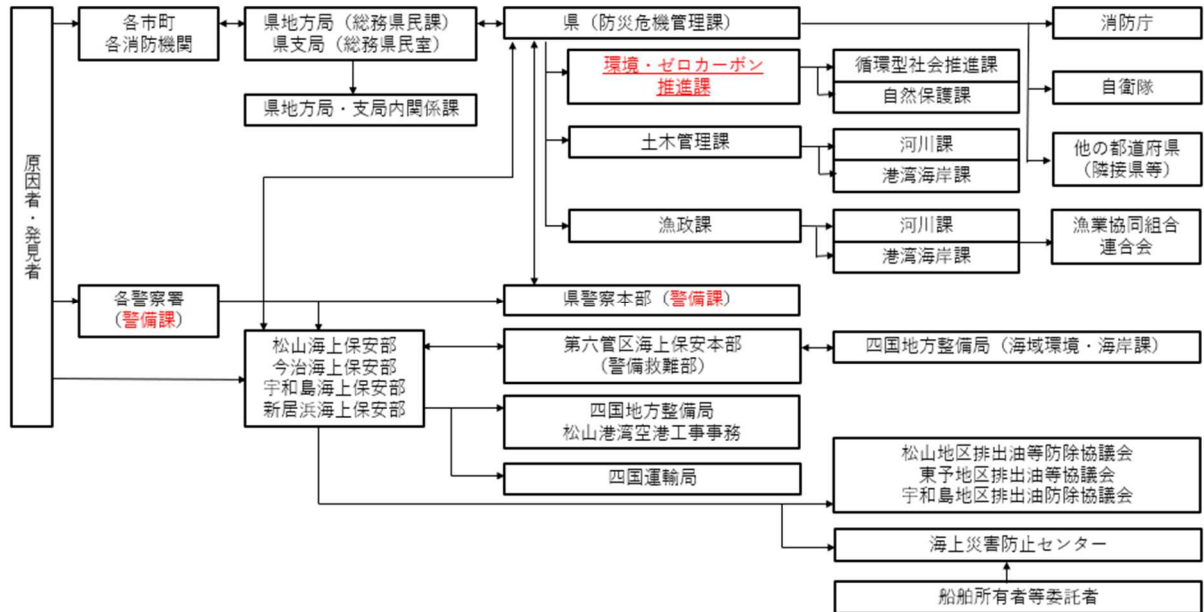 原因者・発見者
各市町
各消防機関
県地方局（総務県民課）
県支局（総務県民室）
県地方局・支局内関係課
県（防災危機管理課）
消防庁
自衛隊
他の都道府県
（隣接県等）
環境・ゼロカーボン
推進課
循環型社会推進課
自然保護課
土木管理課
河川課
港湾海岸課
漁政課
河川課
港湾海岸課
漁業協同組合
連合会
各警察署
（警備課）
県警察本部（警備課）
松山海上保安部
今治海上保安部
宇和島海上保安部
新居浜海上保安部
第六管区海上保安本部
（警備救難部）
四国地方整備局（海域環境・海岸課）
四国地方整備局
松山港湾空港工事事務
四国運輸局
松山地区排出油等防除協議会
東予地区排出油等協議会
宇和島地区排出油防除協議会
海上災害防止センター
船舶所有者等委託者